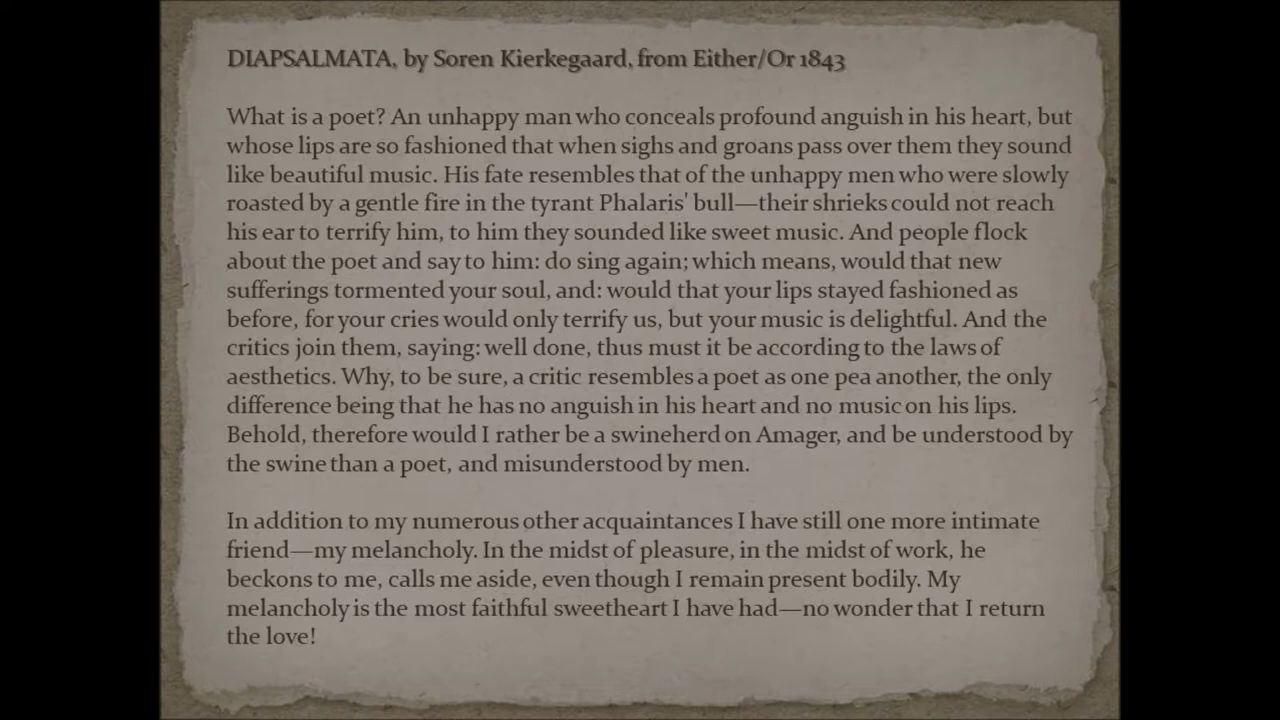 DIAPSALMATA, by Soren Kierkegaard, from Either/Or 1843
What is a poet? An unhappy man who conceals profound anguish in his heart, but
whose lips are so fashioned that when sighs and groans pass over them they sound
like beautiful music. His fate resembles that of the unhappy men who were slowly
roasted by a gentle fire in the tyrant Phalaris' bull—their shrieks could not reach
his ear to terrify him, to him they sounded like sweet music. And people flock
about the poet and say to him: do sing again; which means, would that new
sufferings tormented your soul, and: would that your lips stayed fashioned as
before, for your cries would only terrify us, but your music is delightful. And the
critics join them, saying: well done, thus must it be according to the laws of
aesthetics. Why, to be sure, a critic resembles a poet as one pea another, the only
difference being that he has no anguish in his heart and no music on his lips.
Behold, therefore would I rather be a swineherd on Amager, and be understood by
the swine than a poet, and misunderstood by men.
In addition to my numerous other acquaintances I have still one more intimate
friend—my melancholy. In the midst of pleasure, in the midst of work, he
beckons to me, calls me aside, even though I remain present bodily. My
melancholy is the most faithful sweetheart I have had—no wonder that I return
the love!